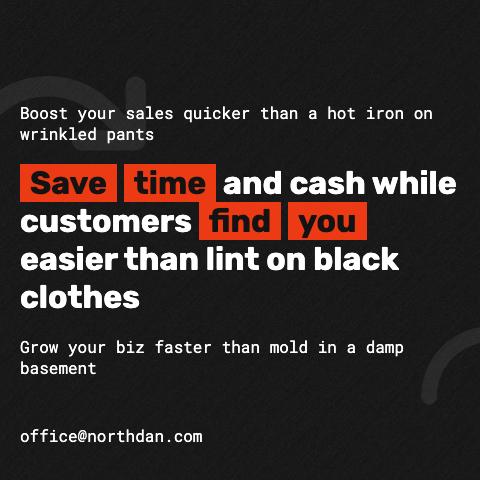 Boost your sales quicker than a hot iron on
wrinkled pants
Save time and cash while
customers find you
easier than lint on black
clothes
Grow your biz faster than mold in a damp
basement
office@northdan.com